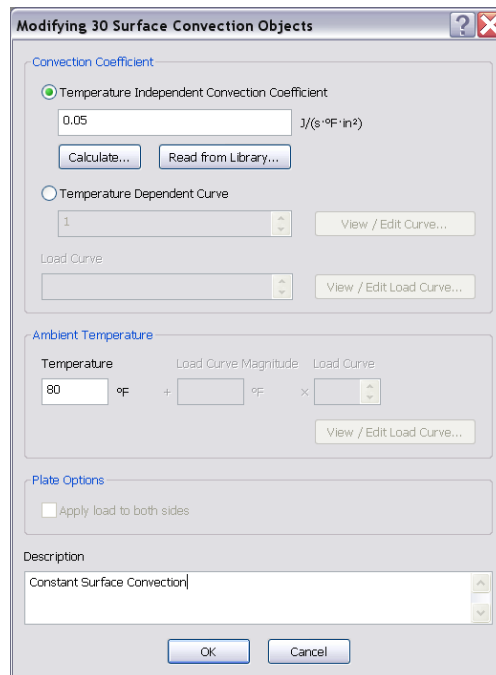 Modifying 30 Surface Convection Objects
Convection Coefficient
Temperature Independent Convection Coefficient
0.05 J/(s·ºF·in²)
Calculate... Read from Library...
Temperature Dependent Curve
1 View / Edit Curve...
Load Curve
View / Edit Load Curve...
Ambient Temperature
Temperature Load Curve Magnitude Load Curve
80 ºF + ºF ×
View / Edit Load Curve...
Plate Options
Apply load to both sides
Description
Constant Surface Convection
OK Cancel